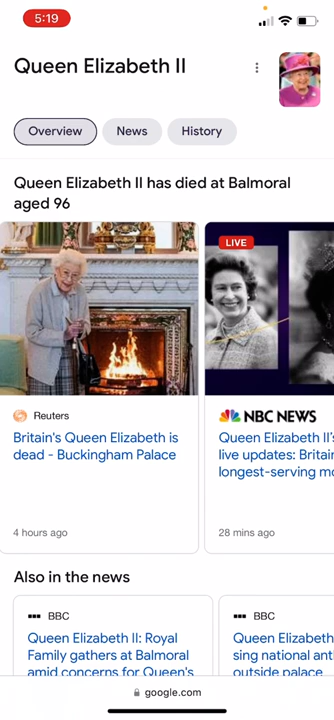 5:19
Queen Elizabeth II
Overview
News
History
Queen Elizabeth II has died at Balmoral
aged 96
LIVE
Reuters
Britain's Queen Elizabeth is
dead - Buckingham Palace
4 hours ago
NBC NEWS
Queen Elizabeth II's
live updates: Britain
longest-serving mo
28 mins ago
Also in the news
BBC
Queen Elizabeth II: Royal
Family gathers at Balmoral
amid concerns for Queen's
BBC
Queen Elizabeth
sing national ant
outside palace
google.com